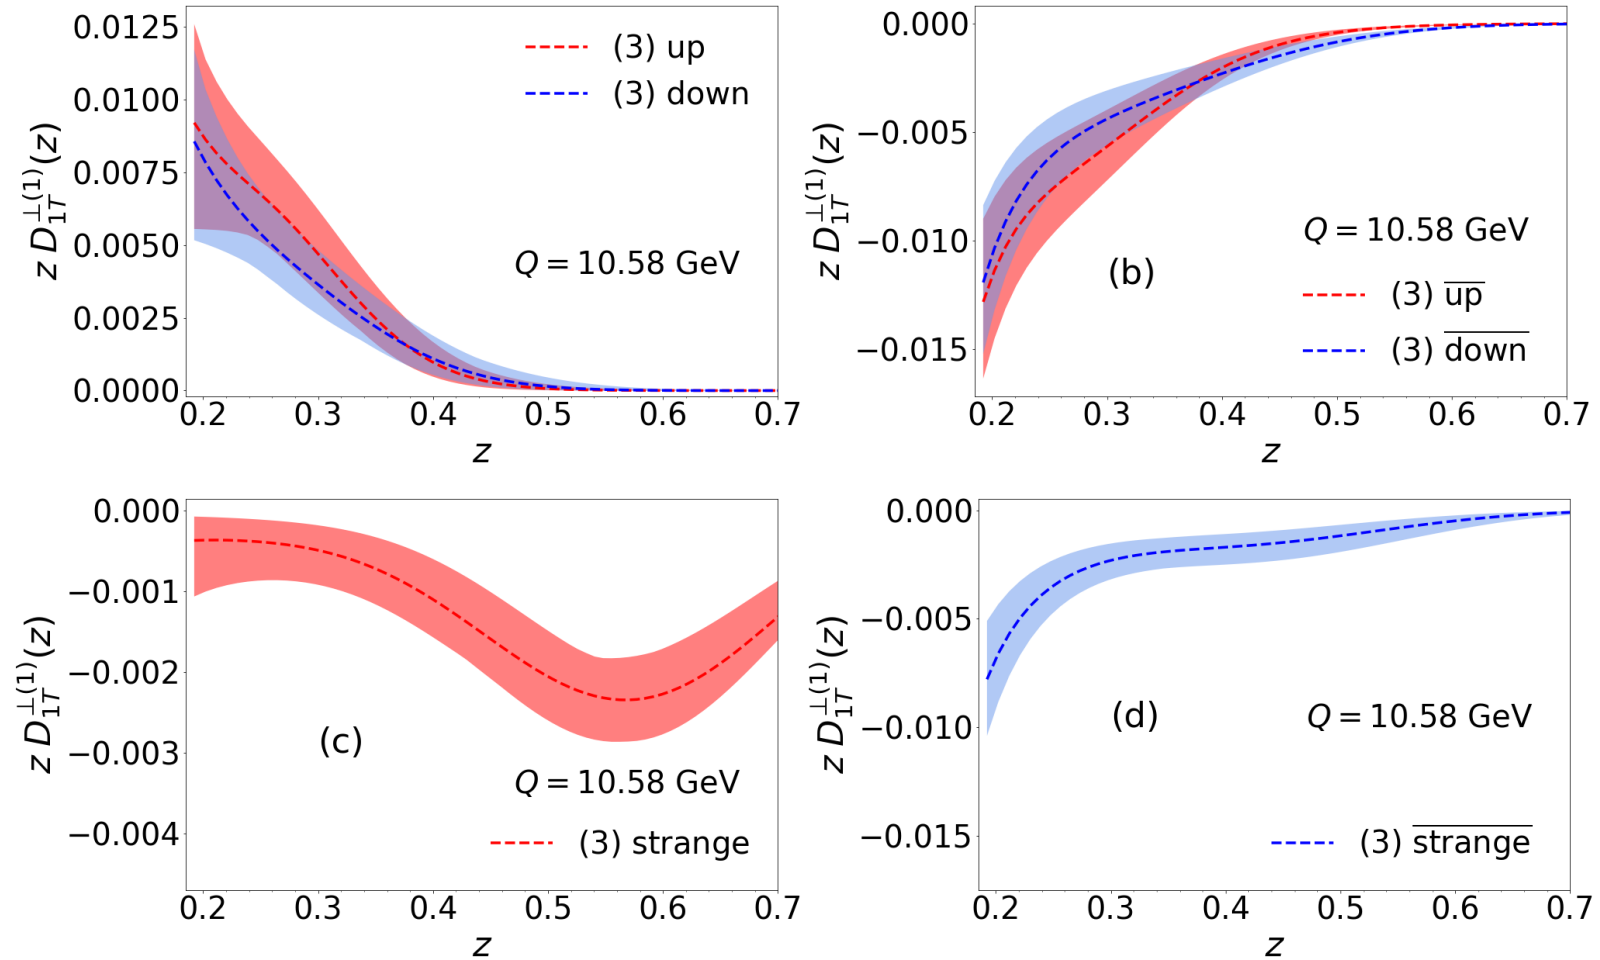 0.0125
0.0100
0.0075
0.0050
0.0025
0.0000
z D_{1T}^{⊥(1)}(z)
(3) up
(3) down
Q = 10.58 GeV
0.2 0.3 0.4 0.5 0.6 0.7
z
0.000
−0.005
−0.010
−0.015
z D_{1T}^{⊥(1)}(z)
Q = 10.58 GeV
(b)
(3) u̅p̅
(3) d̅o̅w̅n̅
0.2 0.3 0.4 0.5 0.6 0.7
z
0.000
−0.001
−0.002
−0.003
−0.004
z D_{1T}^{⊥(1)}(z)
(c)
Q = 10.58 GeV
(3) strange
0.2 0.3 0.4 0.5 0.6 0.7
z
0.000
−0.005
−0.010
−0.015
z D_{1T}^{⊥(1)}(z)
(d)
Q = 10.58 GeV
(3) s̅t̅r̅a̅n̅g̅e̅
0.2 0.3 0.4 0.5 0.6 0.7
z